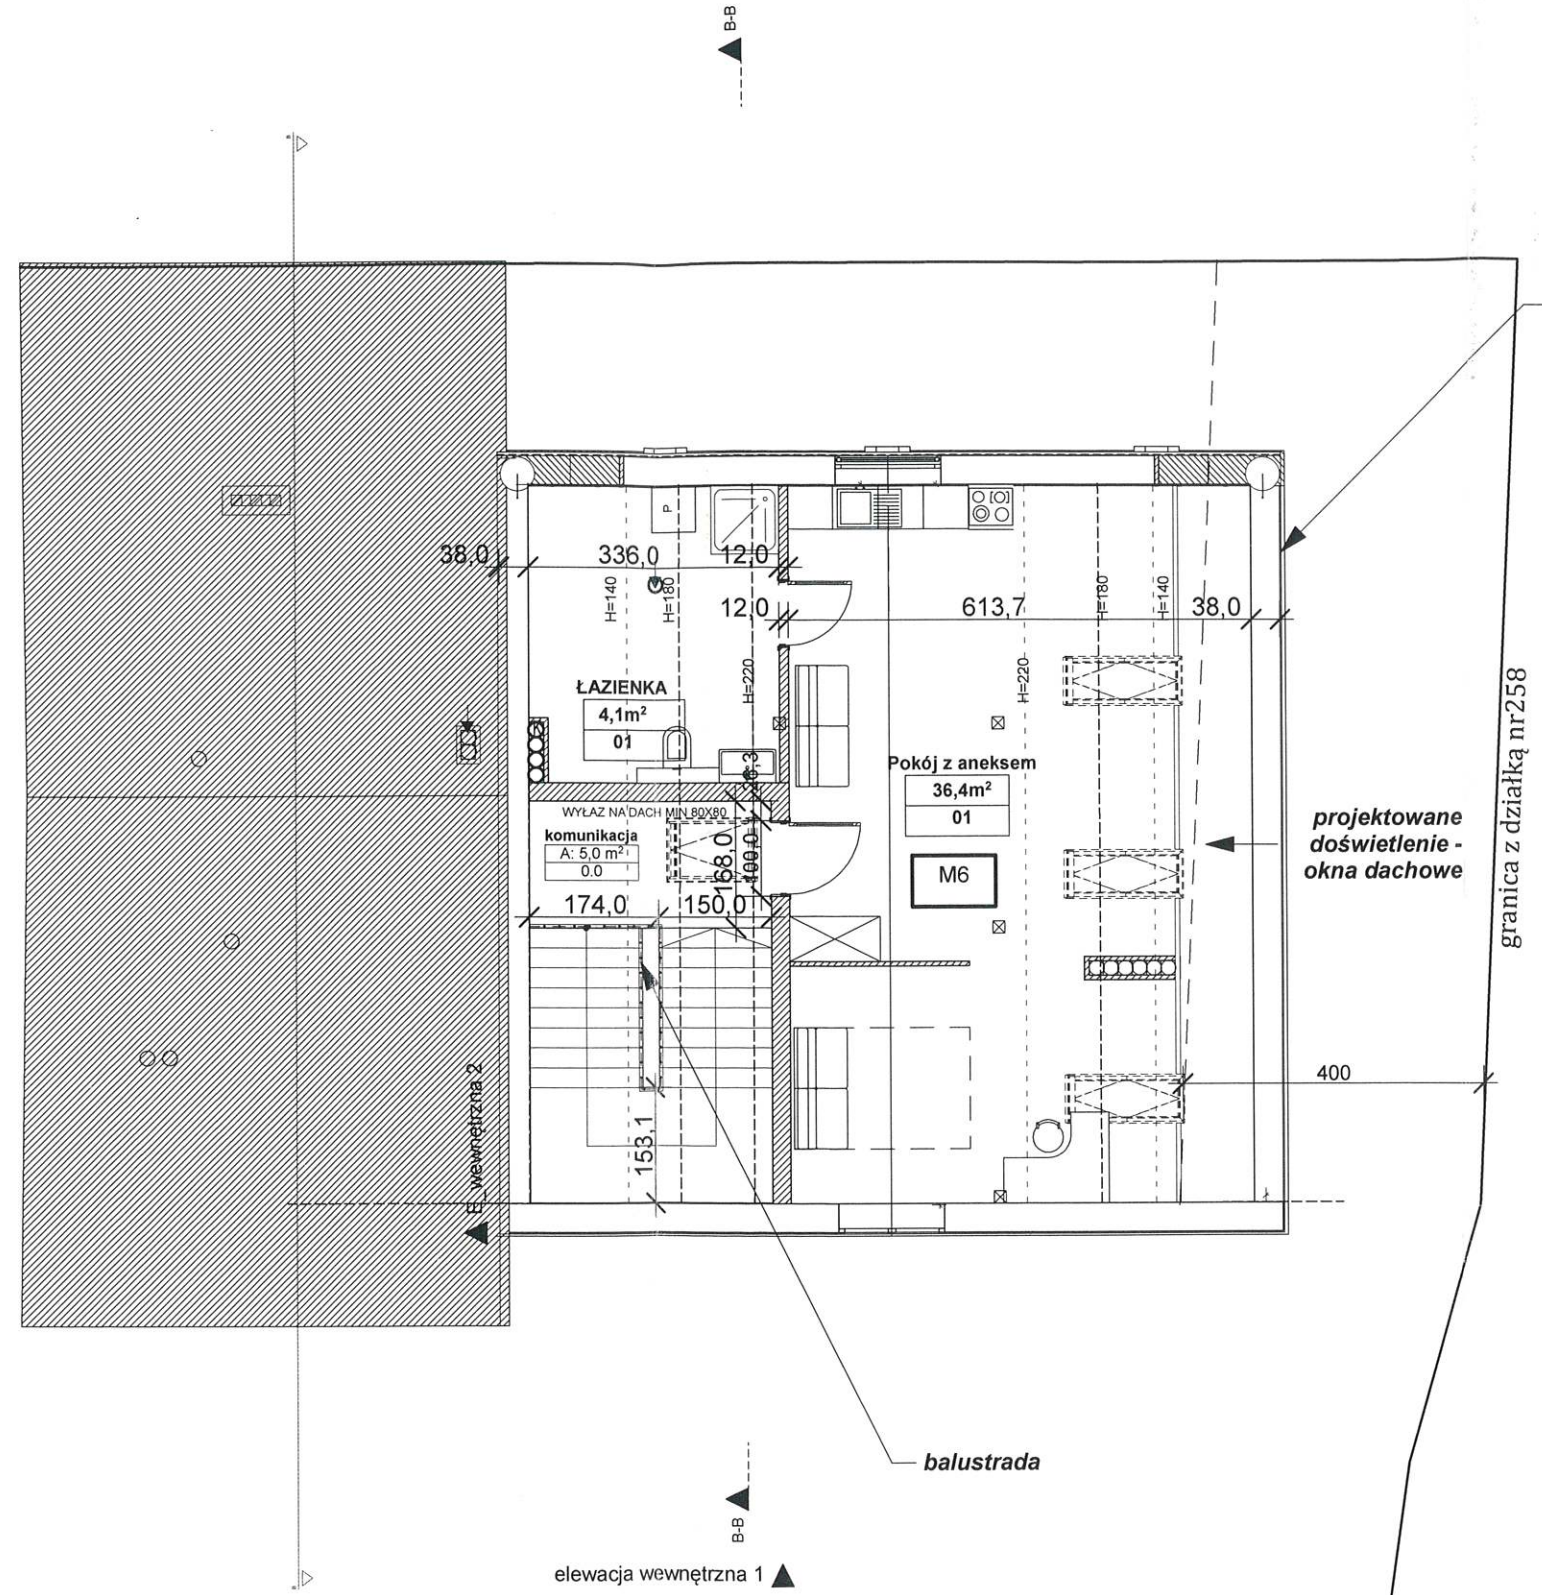 B-B
38,0
336,0
12,0
P
H=140
H=180
12,0
613,7
H=180
H=140
38,0
H=220
H=220
ŁAZIENKA
4,1m²
01
Pokój z aneksem
36,4m²
01
M6
WYŁAZ NA DACH MIN 80X80
komunikacja
A: 5,0 m²
0.0
168,0
100,0
174,0
150,0
153,1
projektowane
doświetlenie -
okna dachowe
granica z działką nr258
400
El. wewnętrzna 2
balustrada
B-B
elewacja wewnętrzna 1